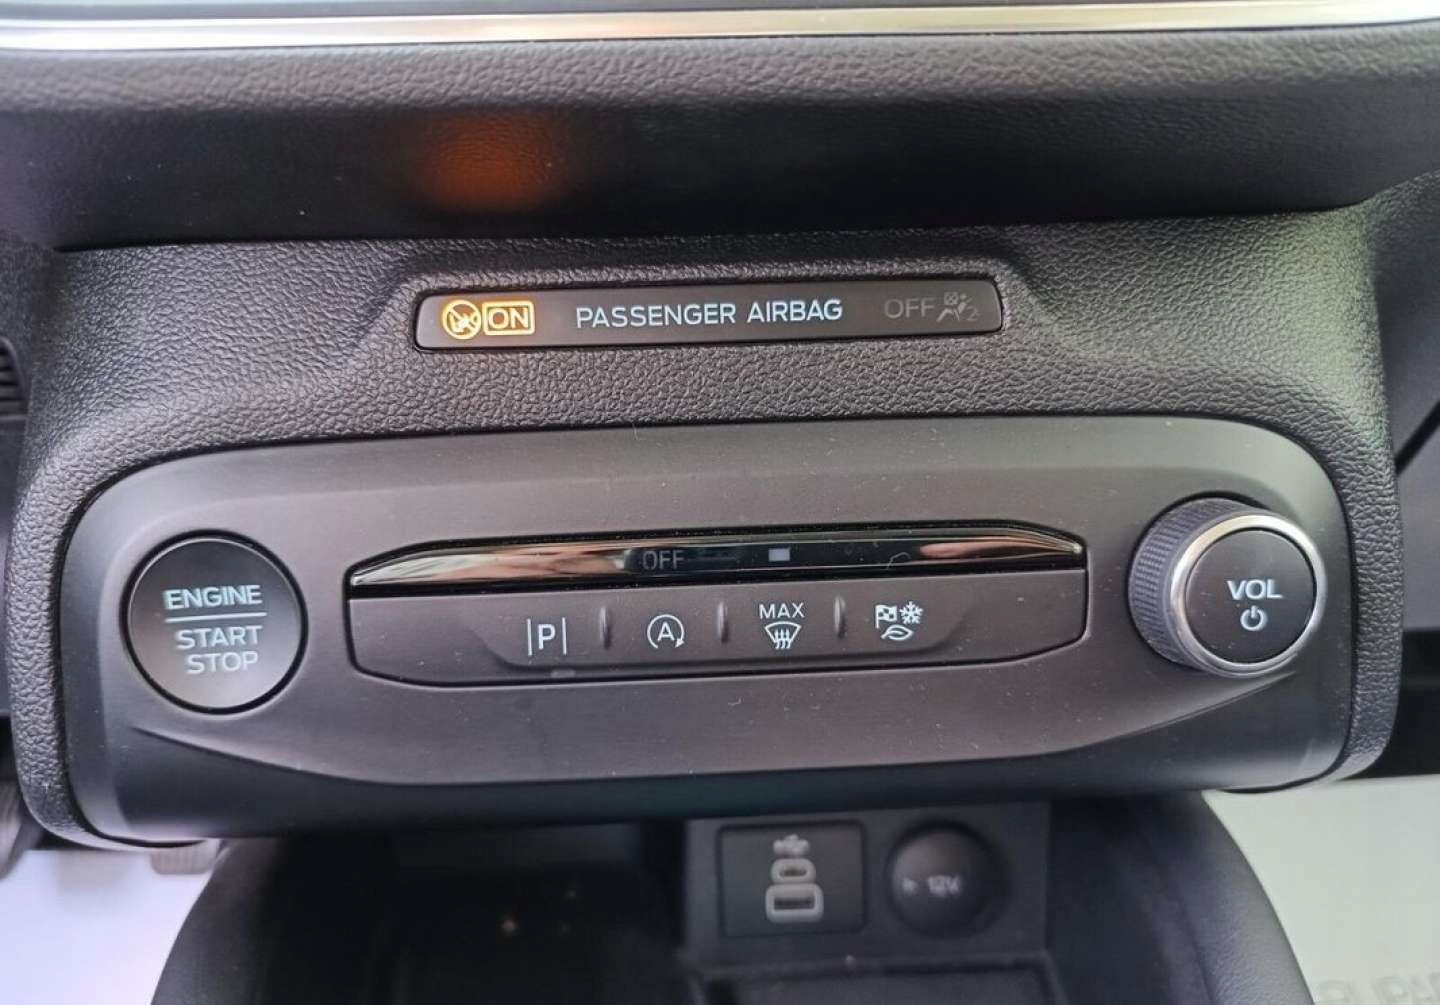 ON PASSENGER AIRBAG OFF
OFF
ENGINE
START
STOP
P
A
MAX
VOL
12V